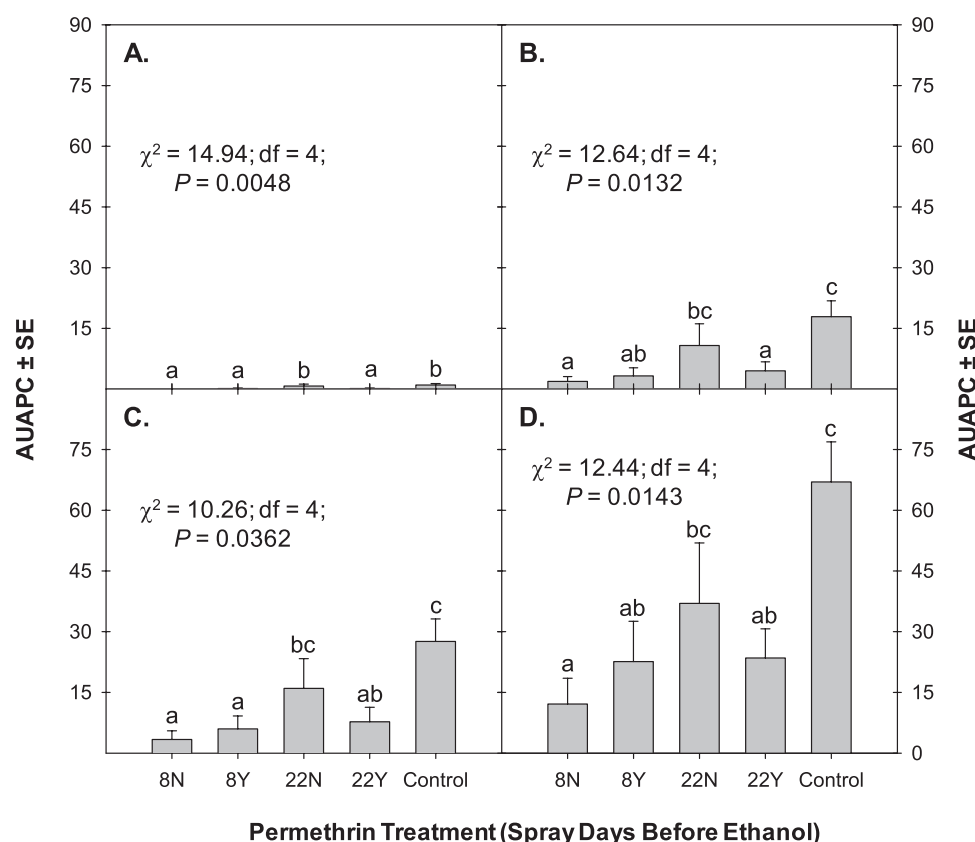 90
75
60
45
30
15
A.
χ² = 14.94; df = 4;
P = 0.0048
a a b a b
B.
χ² = 12.64; df = 4;
P = 0.0132
a ab bc a c
90
75
60
45
30
15
AUAPC ± SE
AUAPC ± SE
75
60
45
30
15
C.
χ² = 10.26; df = 4;
P = 0.0362
a a bc ab c
D.
χ² = 12.44; df = 4;
P = 0.0143
a ab bc ab c
75
60
45
30
15
0
8N 8Y 22N 22Y Control
8N 8Y 22N 22Y Control
Permethrin Treatment (Spray Days Before Ethanol)